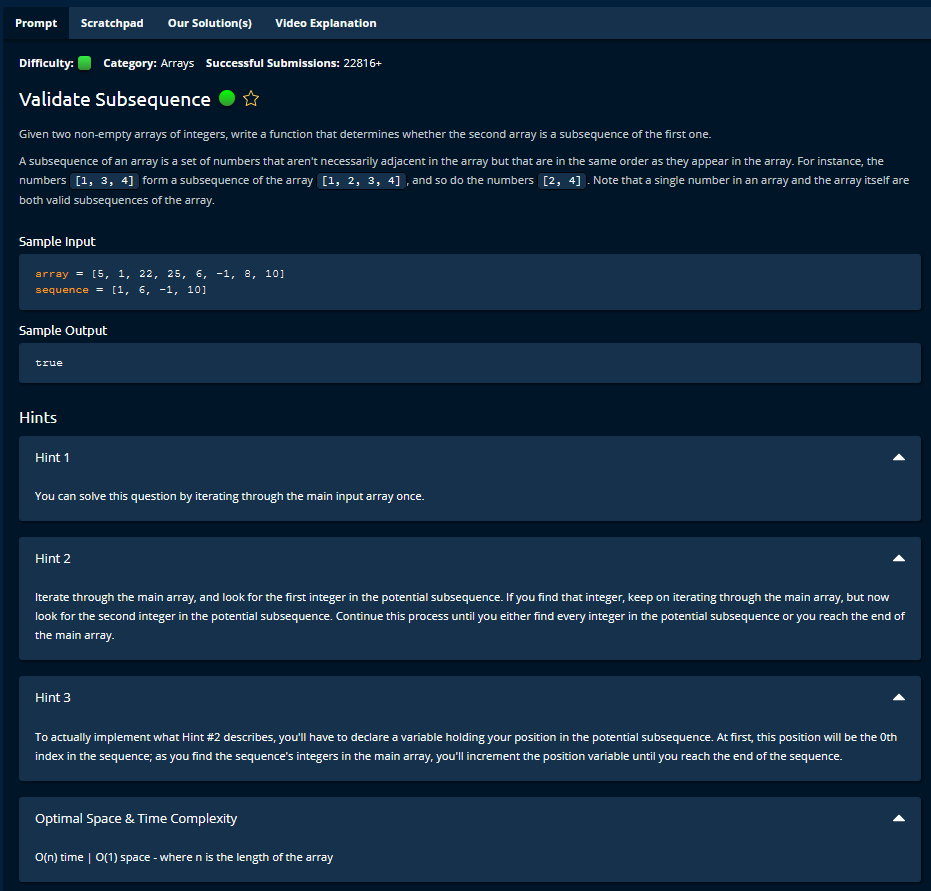 Prompt Scratchpad Our Solution(s) Video Explanation
Difficulty: Category: Arrays Successful Submissions: 22816+
Validate Subsequence
Given two non-empty arrays of integers, write a function that determines whether the second array is a subsequence of the first one.
A subsequence of an array is a set of numbers that aren't necessarily adjacent in the array but that are in the same order as they appear in the array. For instance, the
numbers [1, 3, 4] form a subsequence of the array [1, 2, 3, 4], and so do the numbers [2, 4]. Note that a single number in an array and the array itself are
both valid subsequences of the array.
Sample Input
array = [5, 1, 22, 25, 6, -1, 8, 10]
sequence = [1, 6, -1, 10]
Sample Output
true
Hints
Hint 1
You can solve this question by iterating through the main input array once.
Hint 2
Iterate through the main array, and look for the first integer in the potential subsequence. If you find that integer, keep on iterating through the main array, but now
look for the second integer in the potential subsequence. Continue this process until you either find every integer in the potential subsequence or you reach the end of
the main array.
Hint 3
To actually implement what Hint #2 describes, you'll have to declare a variable holding your position in the potential subsequence. At first, this position will be the 0th
index in the sequence; as you find the sequence's integers in the main array, you'll increment the position variable until you reach the end of the sequence.
Optimal Space & Time Complexity
O(n) time | O(1) space - where n is the length of the array